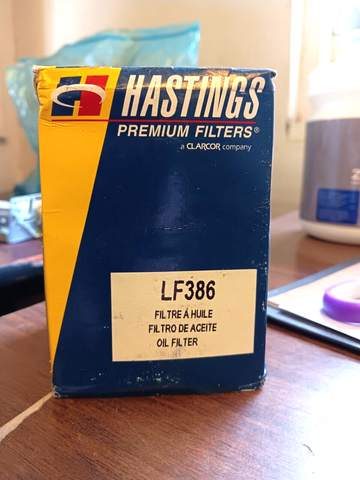 HASTINGS
PREMIUM FILTERS®
a CLARCOR company
LF386
FILTRE Á HUILE
FILTRO DE ACEITE
OIL FILTER